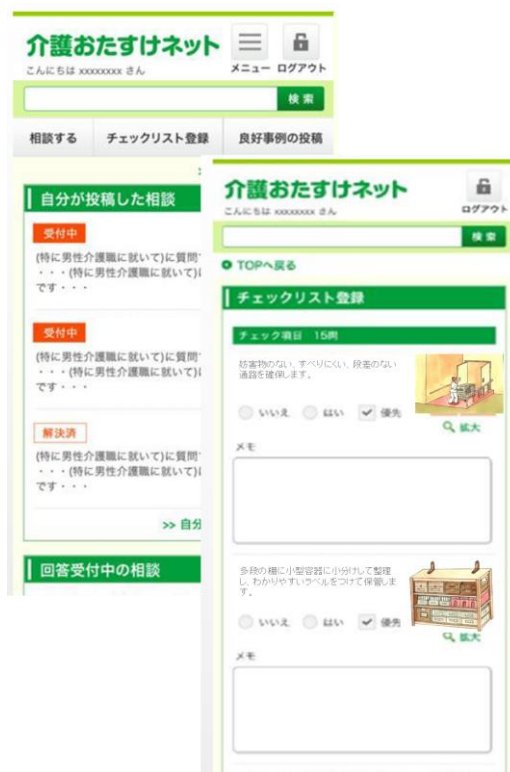 介護おたすけネット
こんにちは xxxxxxxx さん
メニュー ログアウト
検索
相談する チェックリスト登録 良好事例の投稿
自分が投稿した相談
受付中
(特に男性介護職に就いて)に質問
・・・(特に男性介護職に就いて)に
です・・・
受付中
(特に男性介護職に就いて)に質問
・・・(特に男性介護職に就いて)に
です・・・
解決済
(特に男性介護職に就いて)に質問
・・・(特に男性介護職に就いて)に
です・・・
>> 自分
回答受付中の相談
介護おたすけネット
こんにちは xxxxxxxx さん
ログアウト
検索
TOPへ戻る
チェックリスト登録
チェック項目 15問
妨害物のない、すべりにくい、段差のない
通路を確保します。
いいえ はい 優先
拡大
メモ
多段の棚に小型容器に小分けして整理
し、わかりやすいラベルをつけて保管しま
す。
いいえ はい 優先
拡大
メモ